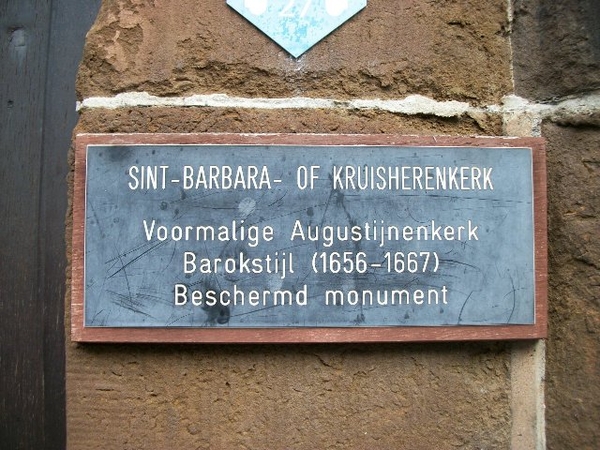 SINT-BARBARA- OF KRUISHERENKERK
Voormalige Augustijnenkerk
Barokstijl (1656-1667)
Beschermd monument